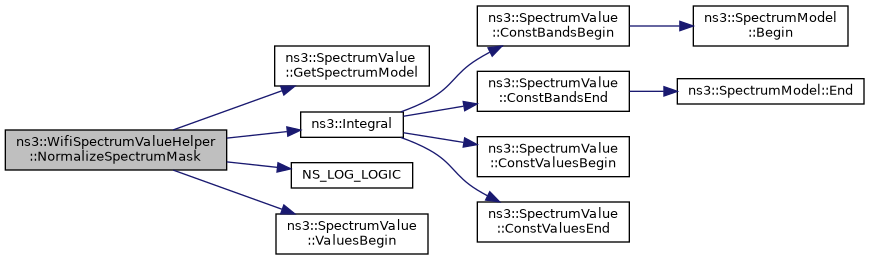 ns3::WifiSpectrumValueHelper
::NormalizeSpectrumMask
ns3::SpectrumValue
::GetSpectrumModel
ns3::Integral
NS_LOG_LOGIC
ns3::SpectrumValue
::ValuesBegin
ns3::SpectrumValue
::ConstBandsBegin
ns3::SpectrumValue
::ConstBandsEnd
ns3::SpectrumValue
::ConstValuesBegin
ns3::SpectrumValue
::ConstValuesEnd
ns3::SpectrumModel
::Begin
ns3::SpectrumModel::End